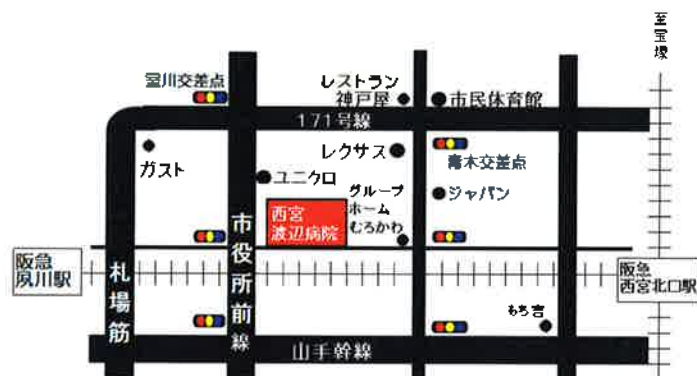 至宝塚
室川交差点
レストラン
神戸屋
市民体育館
171号線
ガスト
レクサス
青木交差点
ユニクロ
グループ
ホーム
むろかわ
ジャパン
西宮
渡辺病院
市役所前線
札場筋
阪急
夙川駅
阪急
西宮北口駅
もち吉
山手幹線